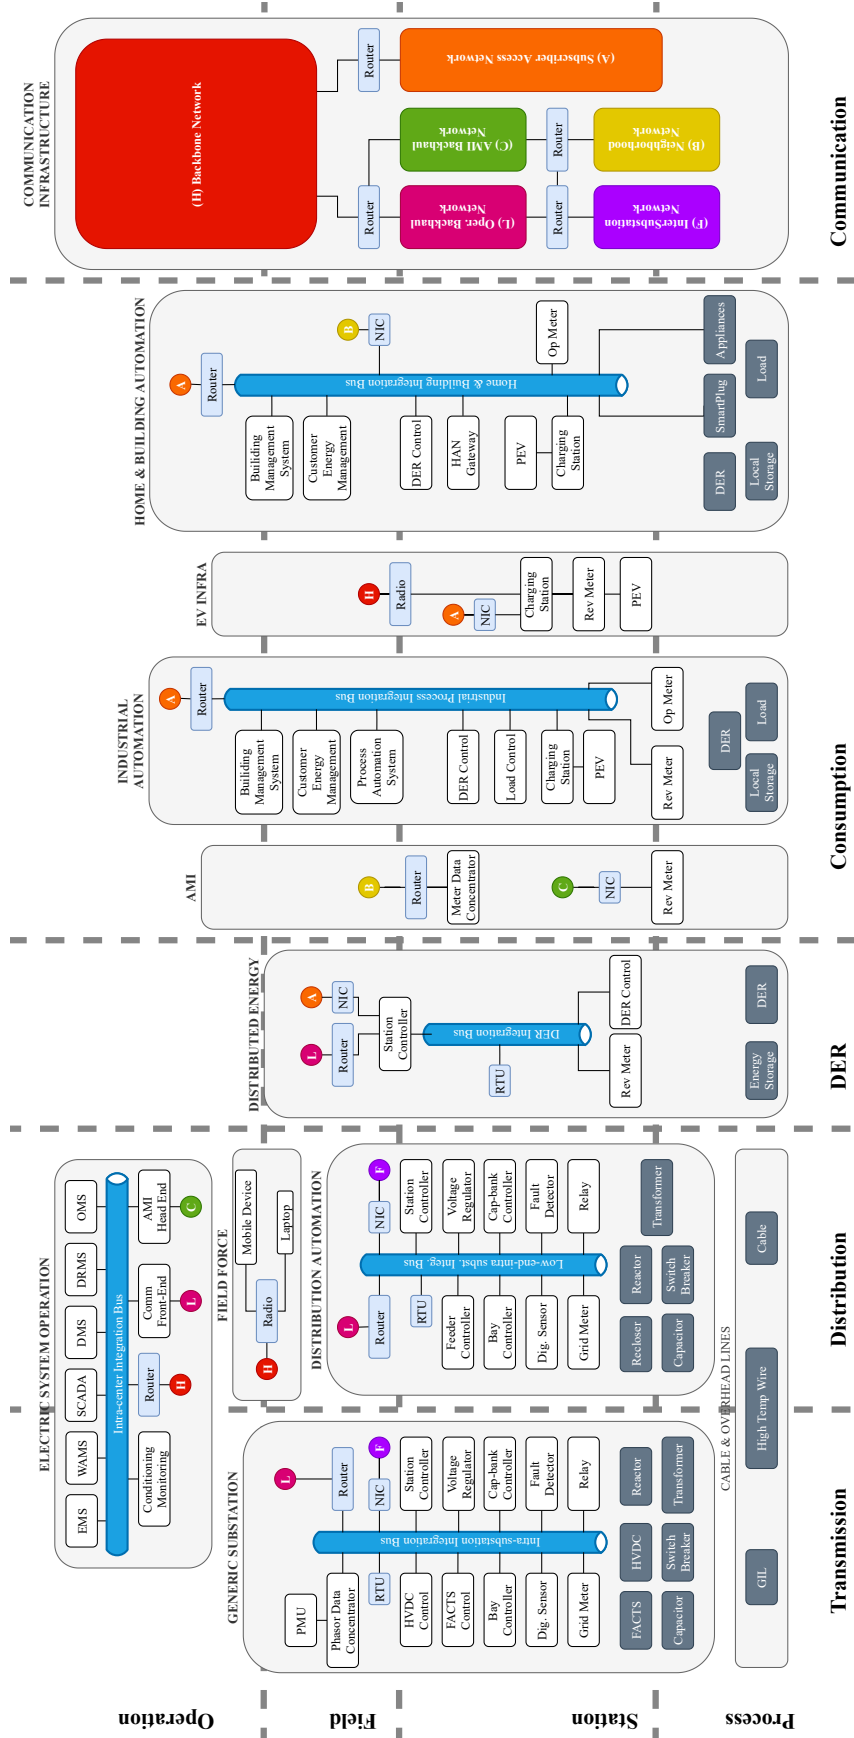 ELECTRIC SYSTEM OPERATION
EMS
WAMS
SCADA
DMS
DRMS
OMS
Intra-center Integration Bus
Conditioning
Monitoring
Router
H
Comm
Front-End
L
AMI
Head End
C
GENERIC SUBSTATION
PMU
L
Phasor Data
Concentrator
Router
RTU
NIC
F
Intra-substation Integration
Bus
HVDC
Control
Station
Controller
FACTS
Control
Voltage
Regulator
Bay
Controller
Cap-bank
Controller
Dig. Sensor
Fault
Detector
Grid Meter
Relay
FACTS
HVDC
Reactor
Capacitor
Switch
Breaker
Transformer
FIELD FORCE
H
Radio
Mobile Device
Laptop
DISTRIBUTION AUTOMATION
L
Router
NIC
F
Low-end-intra subst. Integ.
Bus
RTU
Station
Controller
Feeder
Controller
Voltage
Regulator
Bay
Controller
Cap-bank
Controller
Dig. Sensor
Fault
Detector
Grid Meter
Relay
Recloser
Reactor
Transformer
Capacitor
Switch
Breaker
CABLE & OVERHEAD LINES
GIL
High Temp Wire
Cable
DISTRIBUTED ENERGY
L
Router
A
NIC
Station
Controller
DER Integration
Bus
RTU
Rev Meter
DER Control
Energy
Storage
DER
AMI
B
Router
Meter Data
Concentrator
C
NIC
Rev Meter
INDUSTRIAL
AUTOMATION
A
Router
Industrial Process Integration
Bus
Builiding
Management
System
Customer
Energy
Management
Process
Automation
System
DER Control
Load Control
Charging
Station
PEV
Rev Meter
Op Meter
DER
Local
Storage
Load
EV INFRA
H
Radio
A
NIC
Charging
Station
Rev Meter
PEV
HOME & BUILDING AUTOMATION
A
Router
B
NIC
Home & Building Integration
Bus
Builiding
Management
System
Customer
Energy
Management
DER Control
HAN
Gateway
PEV
Charging
Station
Op Meter
DER
SmartPlug
Appliances
Local
Storage
Load
COMMUNICATION
INFRASTRUCTURE
(H) Backbone Network
Router
Router
(L) Oper. Backhaul
Network
(C) AMI Backhaul
Network
(A) Subscriber Access
Network
Router
Router
(F) InterSubstation
Network
(B) Neighborhood
Network
Operation
Field
Station
Process
Transmission
Distribution
DER
Consumption
Communication